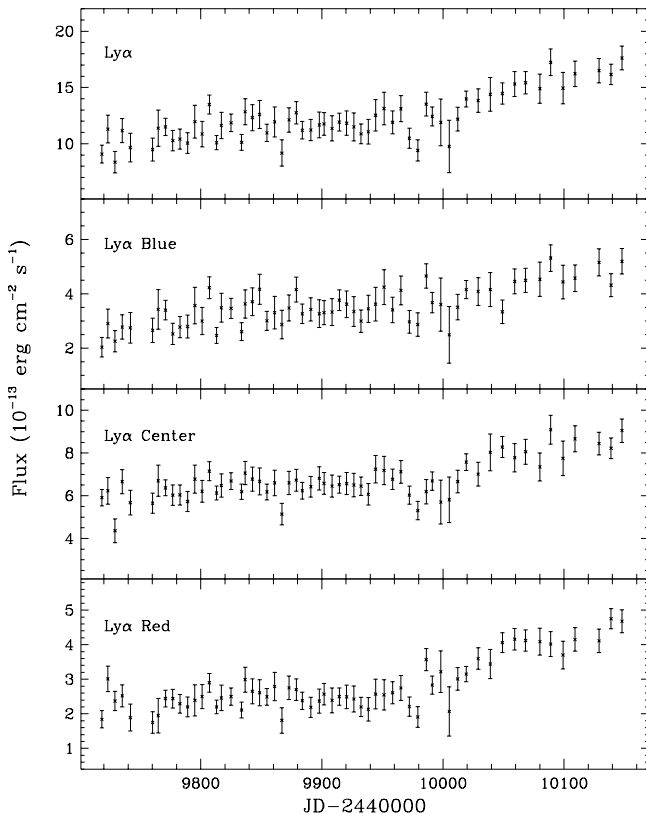 Lyα
20
15
10
Lyα Blue
6
4
2
Lyα Center
10
8
6
4
Lyα Red
5
4
3
2
1
9800 9900 10000 10100
JD-2440000
Flux (10⁻¹³ erg cm⁻² s⁻¹)